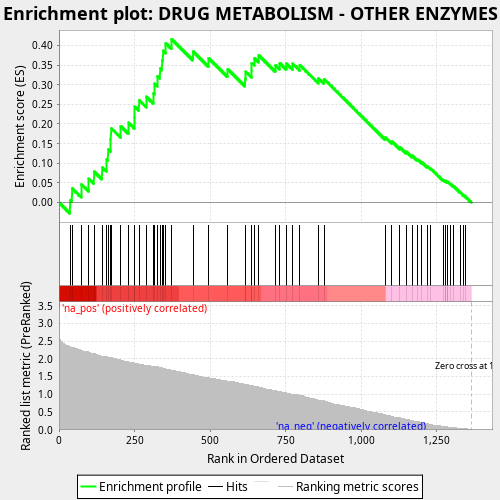 Enrichment plot: DRUG METABOLISM - OTHER ENZYMES
Enrichment score (ES)
0.40
0.35
0.30
0.25
0.20
0.15
0.10
0.05
0.00
'na_pos' (positively correlated)
Ranked list metric (PreRanked)
3.5
3.0
2.5
2.0
1.5
1.0
0.5
0.0
Zero cross at 1
'na_neg' (negatively correlated)
0 250 500 750 1,000 1,250
Rank in Ordered Dataset
Enrichment profile Hits Ranking metric scores